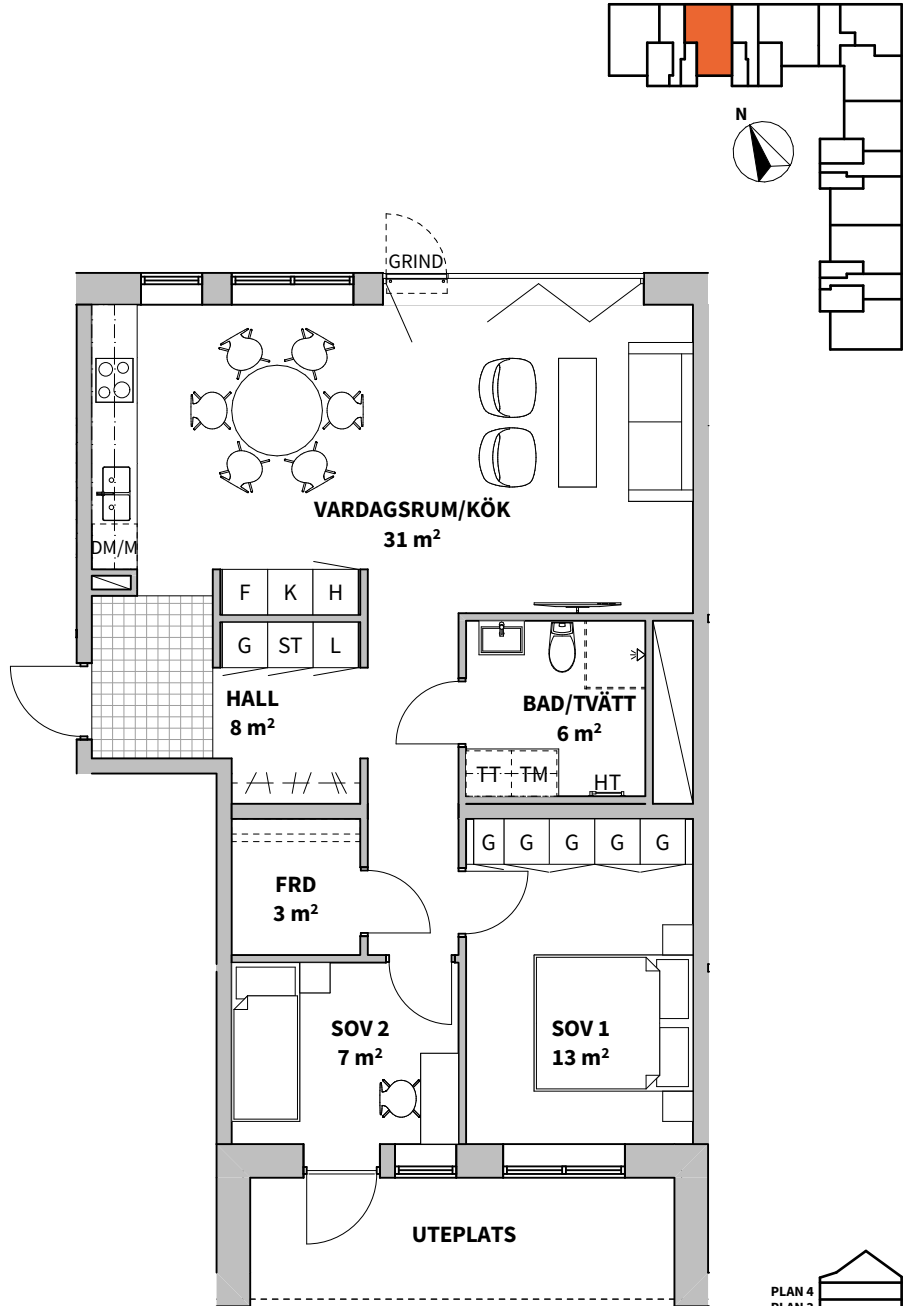 N
GRIND
VARDAGSRUM/KÖK
31 m²
DM/M
F K H
G ST L
HALL
8 m²
BAD/TVÄTT
6 m²
TT TM
HT
G G G G G
FRD
3 m²
SOV 2
7 m²
SOV 1
13 m²
UTEPLATS
PLAN 4